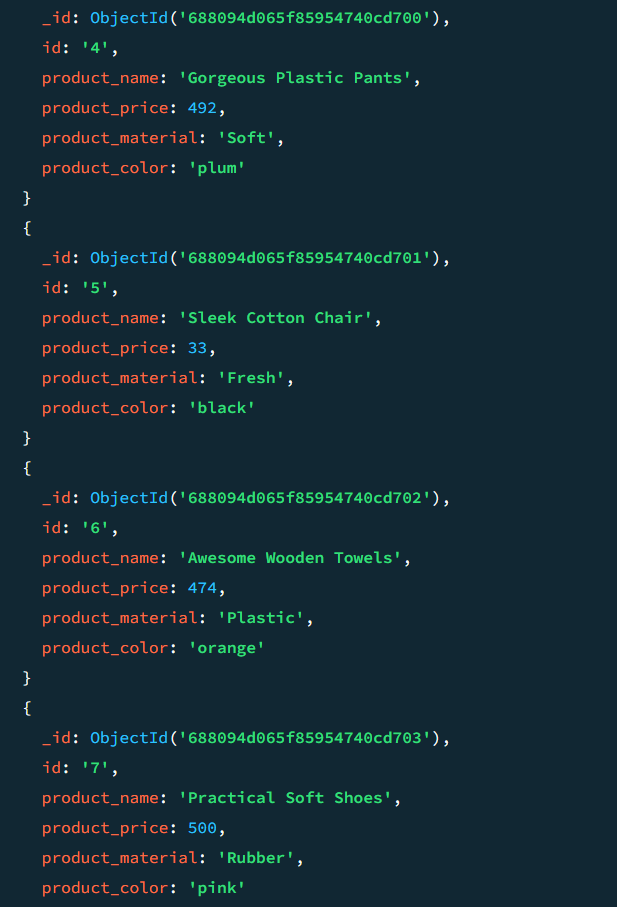 _id: ObjectId('688094d065f85954740cd700'),
id: '4',
product_name: 'Gorgeous Plastic Pants',
product_price: 492,
product_material: 'Soft',
product_color: 'plum'
}
{
_id: ObjectId('688094d065f85954740cd701'),
id: '5',
product_name: 'Sleek Cotton Chair',
product_price: 33,
product_material: 'Fresh',
product_color: 'black'
}
{
_id: ObjectId('688094d065f85954740cd702'),
id: '6',
product_name: 'Awesome Wooden Towels',
product_price: 474,
product_material: 'Plastic',
product_color: 'orange'
}
{
_id: ObjectId('688094d065f85954740cd703'),
id: '7',
product_name: 'Practical Soft Shoes',
product_price: 500,
product_material: 'Rubber',
product_color: 'pink'